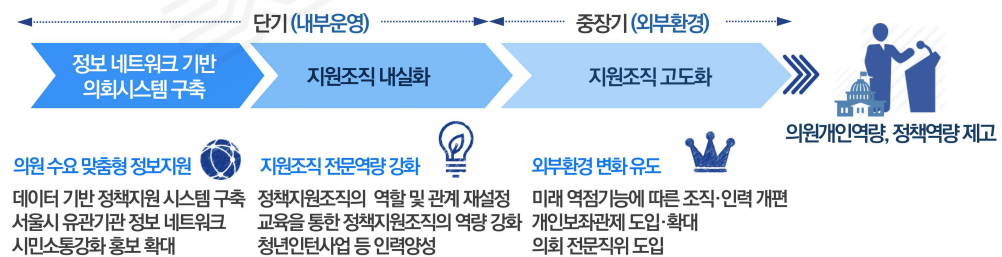 단기 (내부운영)
중장기 (외부환경)
정보 네트워크 기반
의회시스템 구축
지원조직 내실화
지원조직 고도화
의원개인역량, 정책역량 제고
의원 수요 맞춤형 정보지원
데이터 기반 정책지원 시스템 구축
서울시 유관기관 정보 네트워크
시민소통강화 홍보 확대
지원조직 전문역량 강화
정책지원조직의 역할 및 관계 재설정
교육을 통한 정책지원조직의 역량 강화
청년인턴사업 등 인력양성
외부환경 변화 유도
미래 역점기능에 따른 조직·인력 개편
개인보좌관제 도입·확대
의회 전문직위 도입